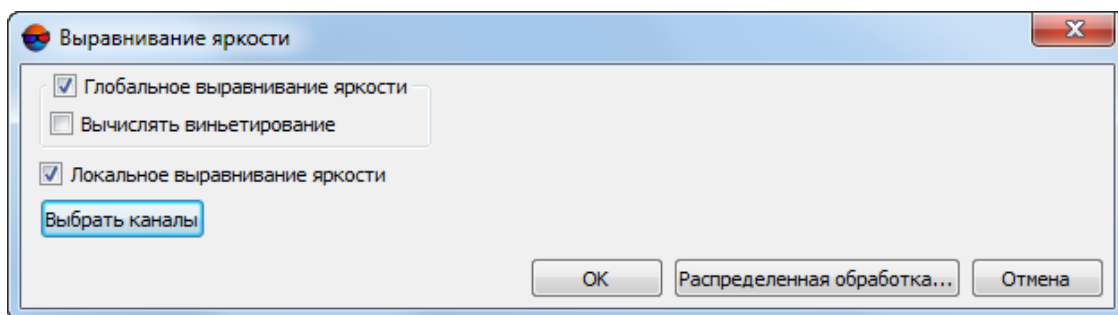 Выравнивание яркости
Глобальное выравнивание яркости
Вычислять виньетирование
Локальное выравнивание яркости
Выбрать каналы
OK Распределенная обработка... Отмена